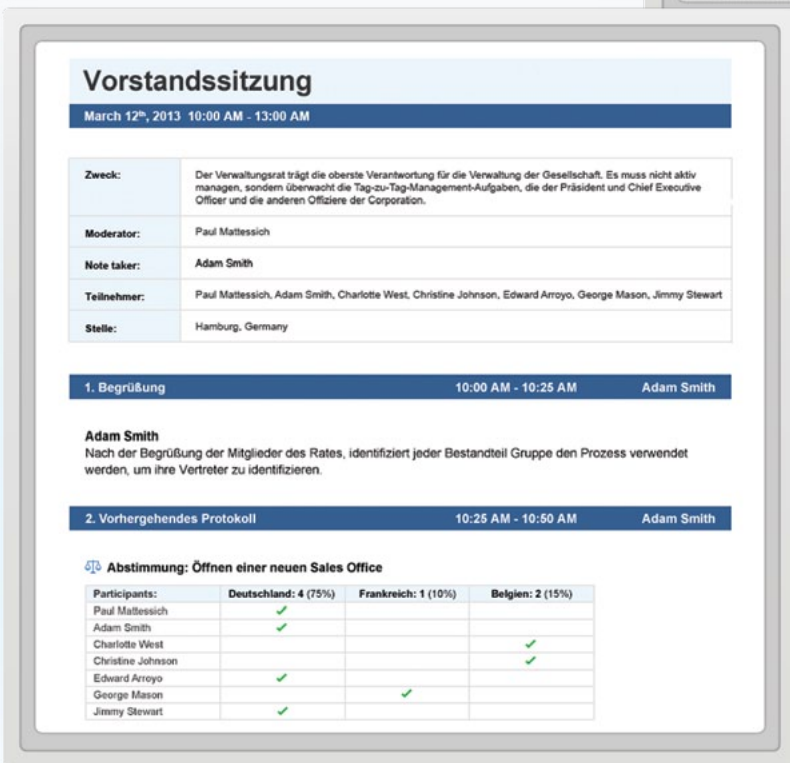 Vorstandssitzung
March 12th, 2013 10:00 AM - 13:00 AM
Zweck: Der Verwaltungsrat trägt die oberste Verantwortung für die Verwaltung der Gesellschaft. Es muss nicht aktiv
managen, sondern überwacht die Tag-zu-Tag-Management-Aufgaben, die der Präsident und Chief Executive
Officer und die anderen Offiziere der Corporation.
Moderator: Paul Mattessich
Note taker: Adam Smith
Teilnehmer: Paul Mattessich, Adam Smith, Charlotte West, Christine Johnson, Edward Arroyo, George Mason, Jimmy Stewart
Stelle: Hamburg, Germany
1. Begrüßung 10:00 AM - 10:25 AM Adam Smith
Adam Smith
Nach der Begrüßung der Mitglieder des Rates, identifiziert jeder Bestandteil Gruppe den Prozess verwendet
werden, um ihre Vertreter zu identifizieren.
2. Vorhergehendes Protokoll 10:25 AM - 10:50 AM Adam Smith
Abstimmung: Öffnen einer neuen Sales Office
Participants: Deutschland: 4 (75%) Frankreich: 1 (10%) Belgien: 2 (15%)
Paul Mattessich
Adam Smith
Charlotte West
Christine Johnson
Edward Arroyo
George Mason
Jimmy Stewart